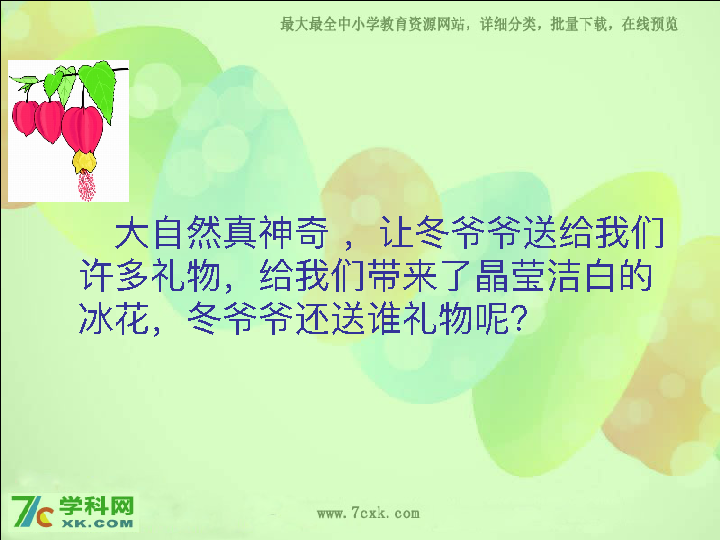 最大最全中小学教育资源网站，详细分类，批量下载，在线预览
大自然真神奇 ，让冬爷爷送给我们
许多礼物，给我们带来了晶莹洁白的
冰花，冬爷爷还送谁礼物呢？
7C学科网
XK.COM
www.7cxk.com